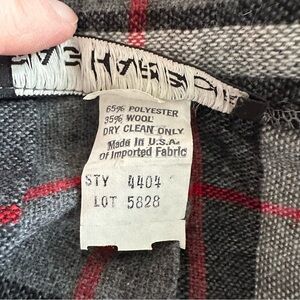 65% POLYESTER
35% WOOL
DRY CLEAN ONLY
Made in U.S.A.
of Imported Fabric
STY 4404
LOT 5828